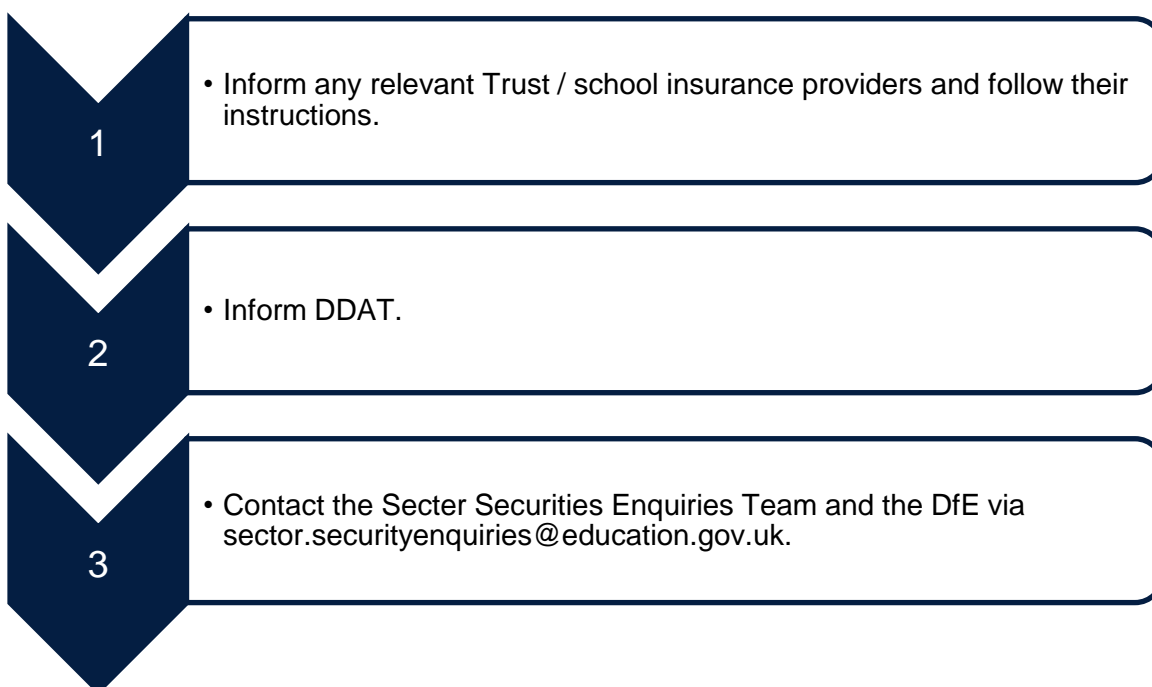 1
• Inform any relevant Trust / school insurance providers and follow their
instructions.
2
• Inform DDAT.
3
• Contact the Secter Securities Enquiries Team and the DfE via
sector.securityenquiries@education.gov.uk.